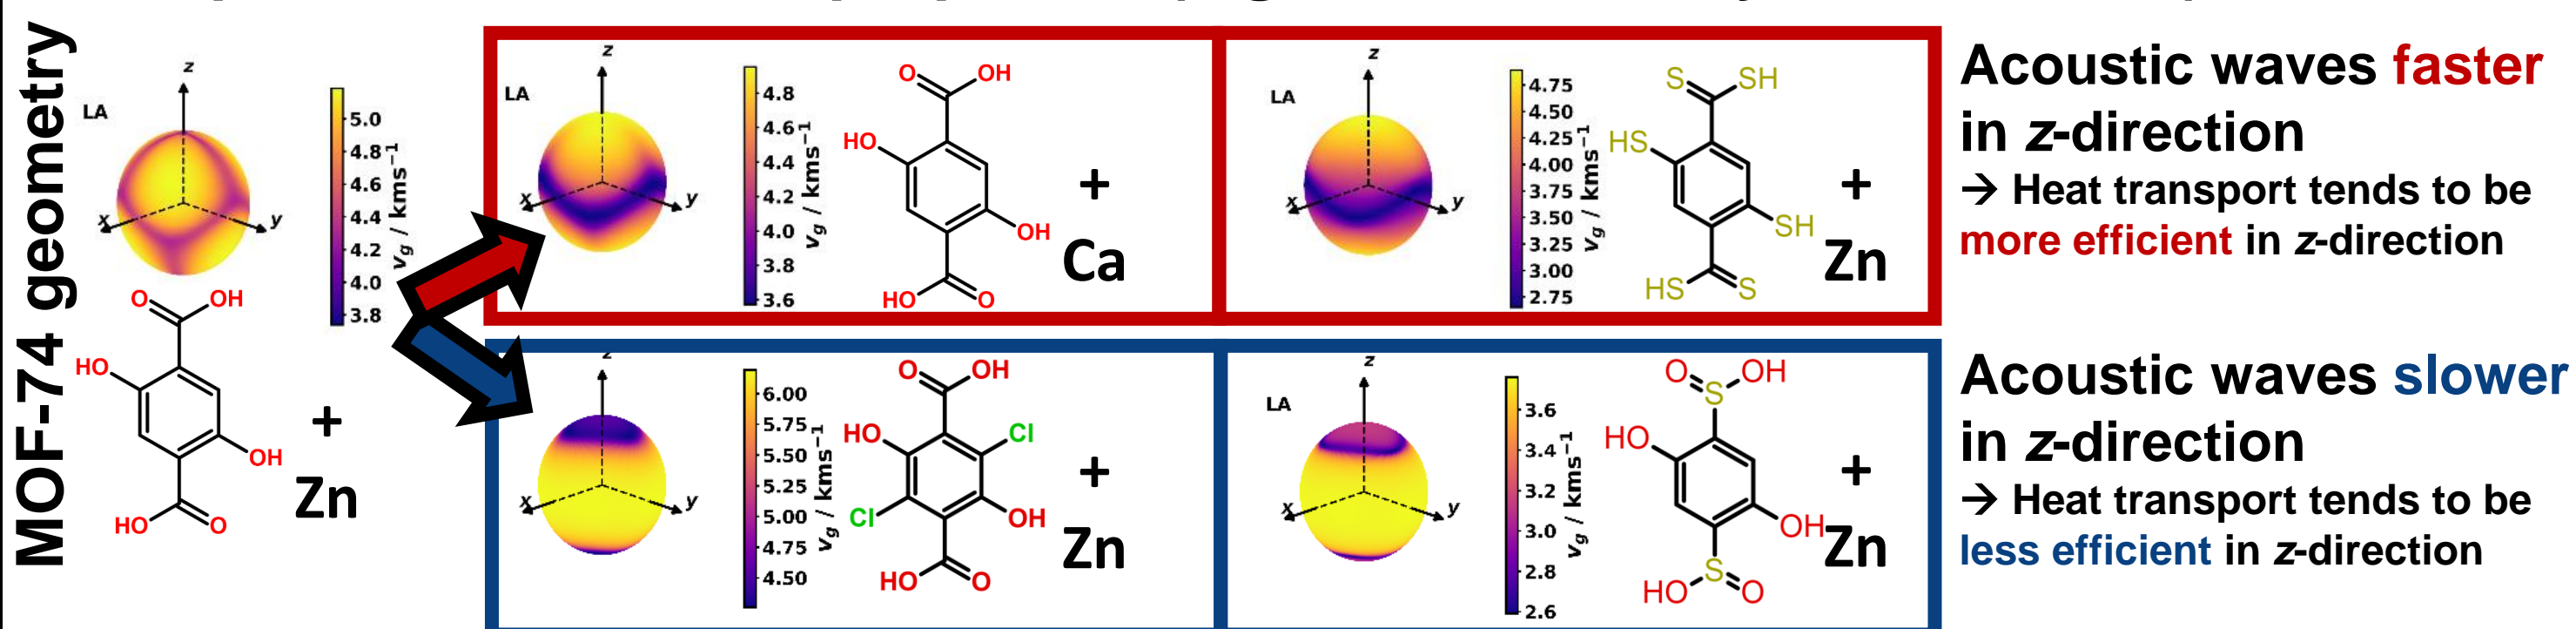 MOF-74 geometry
LA
z
x
y
5.0
4.8
4.6
4.4
4.2
4.0
3.8
vg / kms⁻¹
O
OH
HO
OH
HO
O
+
Zn
LA
z
x
y
4.8
4.6
4.4
4.2
4.0
3.8
3.6
vg / kms⁻¹
O
OH
HO
OH
HO
O
+
Ca
LA
z
x
y
4.75
4.50
4.25
4.00
3.75
3.50
3.25
3.00
2.75
vg / kms⁻¹
S
SH
HS
SH
HS
S
+
Zn
Acoustic waves faster
in z-direction
→ Heat transport tends to be
more efficient in z-direction
z
x
y
6.00
5.75
5.50
5.25
5.00
4.75
4.50
vg / kms⁻¹
O
OH
HO
Cl
Cl
OH
HO
O
+
Zn
LA
z
x
y
3.6
3.4
3.2
3.0
2.8
2.6
vg / kms⁻¹
O
S
OH
HO
OH
S
HO
O
+
Zn
Acoustic waves slower
in z-direction
→ Heat transport tends to be
less efficient in z-direction